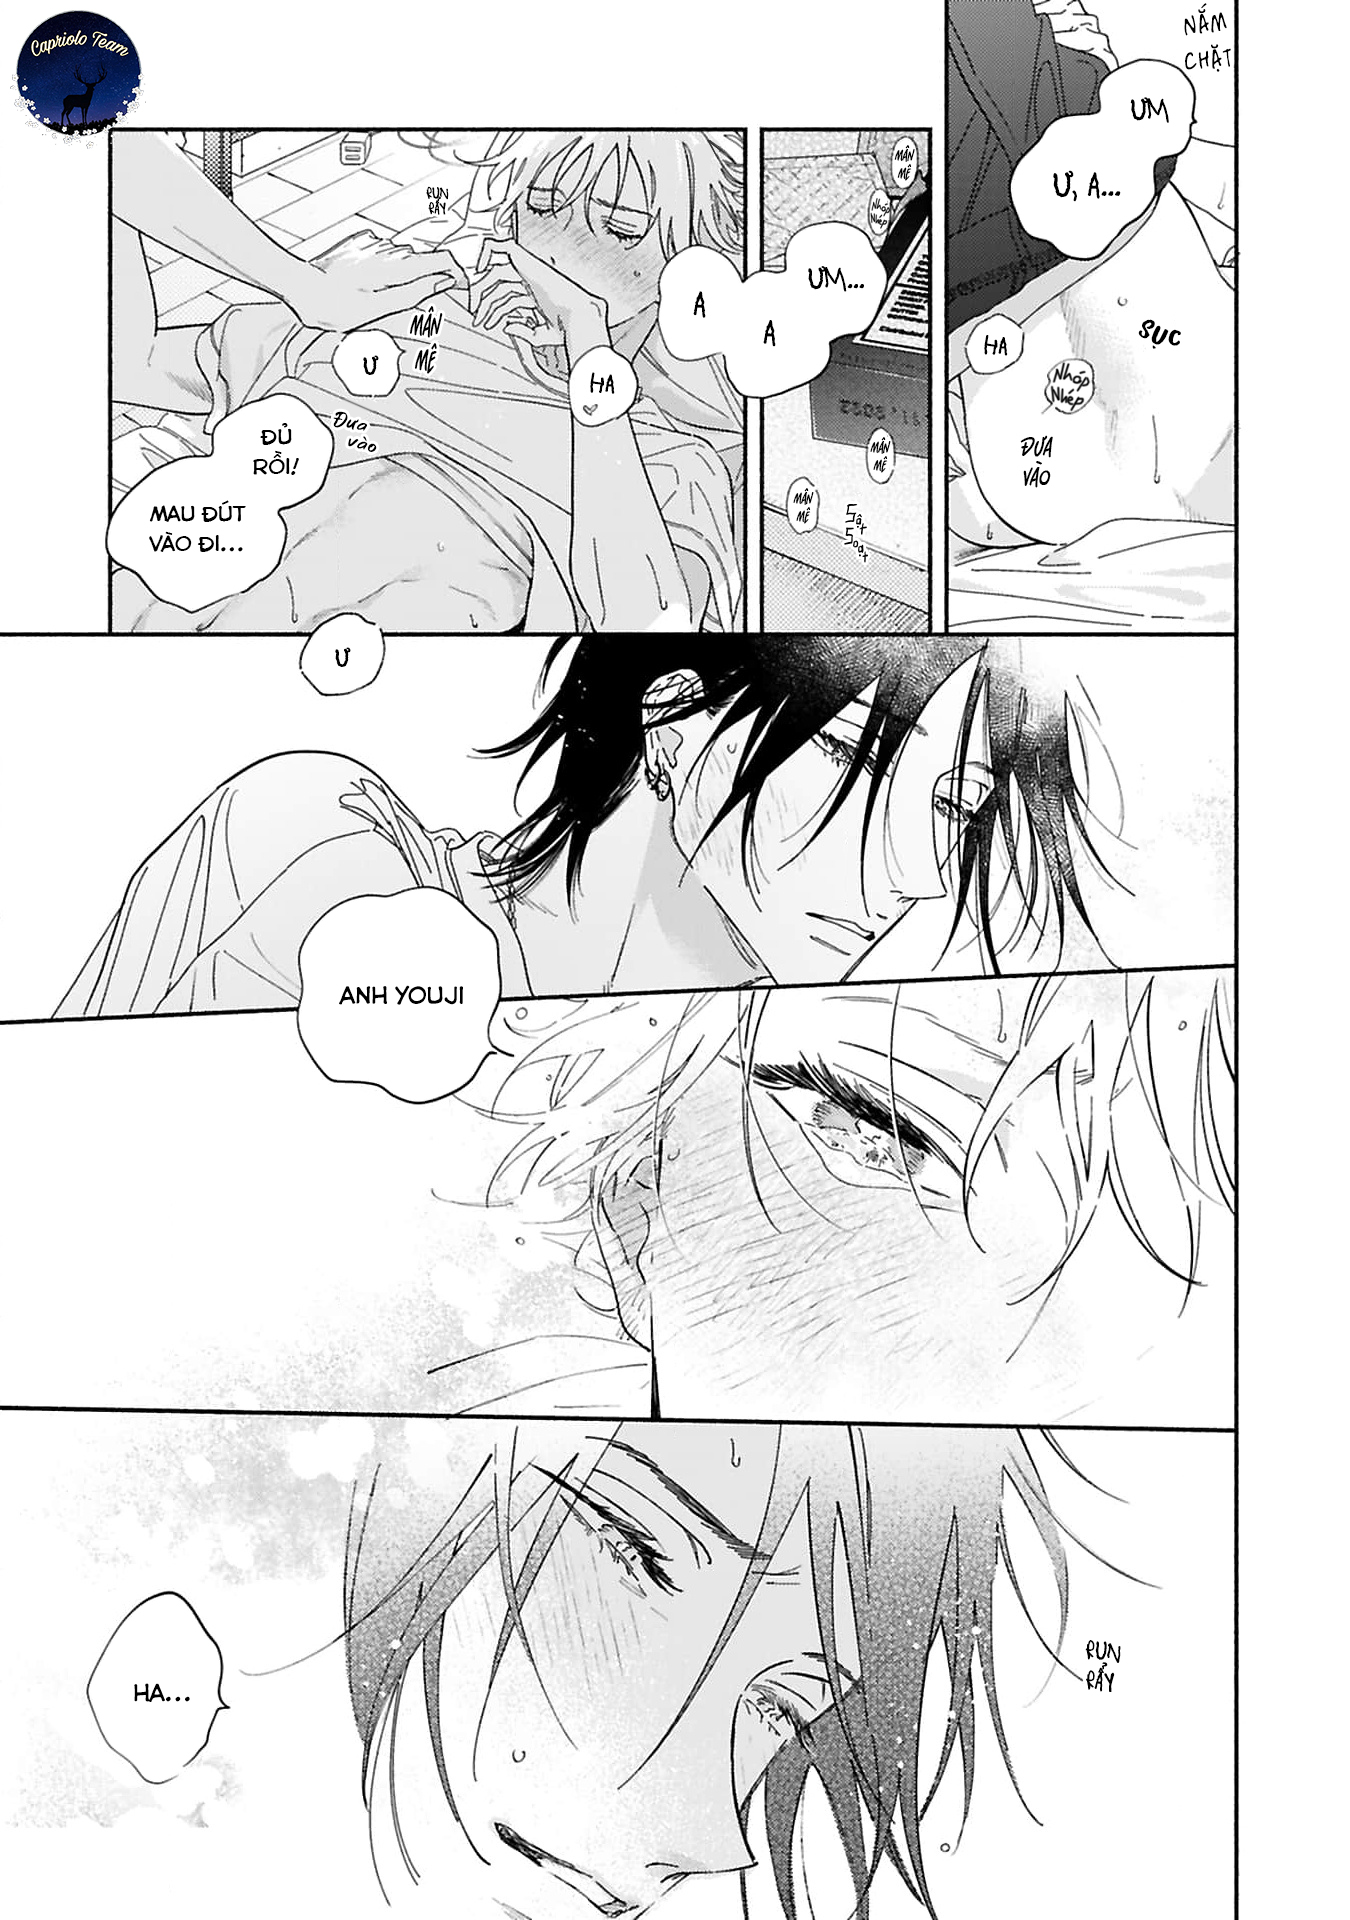 Capriolo Team
NẮM
CHẶT
ƯM
Ư, A...
SỤC
HA
Nhóp
Nhép
ĐƯA
VÀO
MÂN
MÊ
Nhóp
Nhép
ƯM...
A
A
MÂN
MÊ
MÂN
MÊ
Sột
Soạt
RUN
RẨY
MÂN
MÊ
Ư
HA
Đưa
vào
ĐỦ
RỒI!
MAU ĐÚT
VÀO ĐI...
Ư
ANH YOUJI
RUN
RẨY
HA...